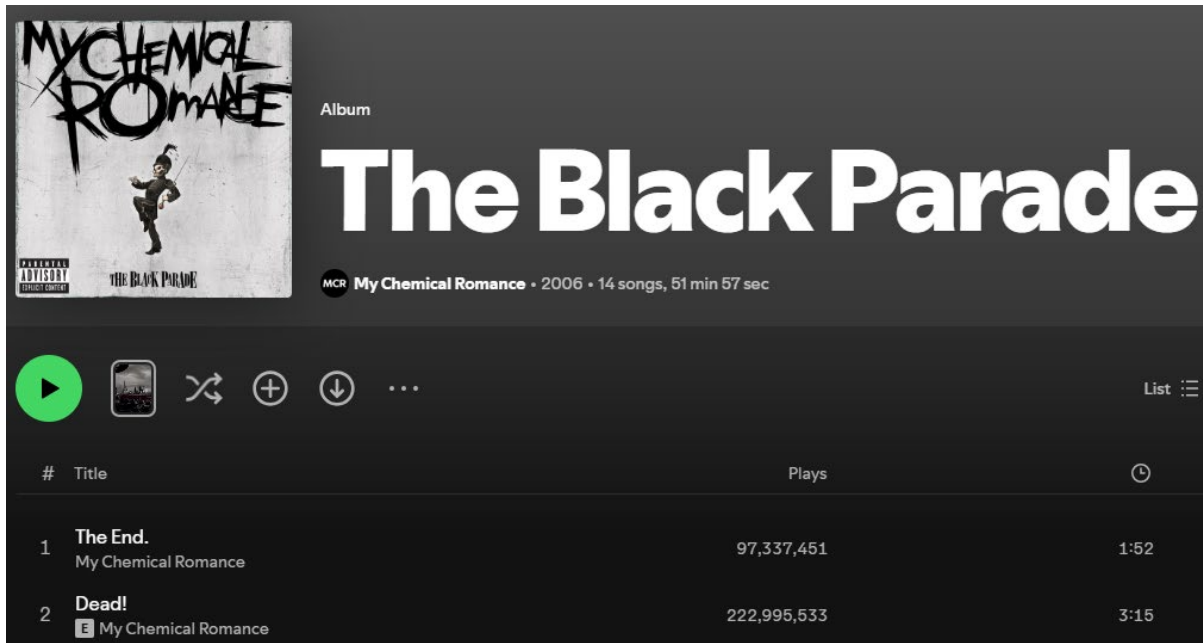 MY CHEMICAL
ROMANCE
PARENTAL
ADVISORY
EXPLICIT CONTENT
THE BLACK PARADE
Album
The Black Parade
MCR My Chemical Romance • 2006 • 14 songs, 51 min 57 sec
List
# Title Plays
1 The End. 97,337,451 1:52
My Chemical Romance
2 Dead! 222,995,533 3:15
E My Chemical Romance